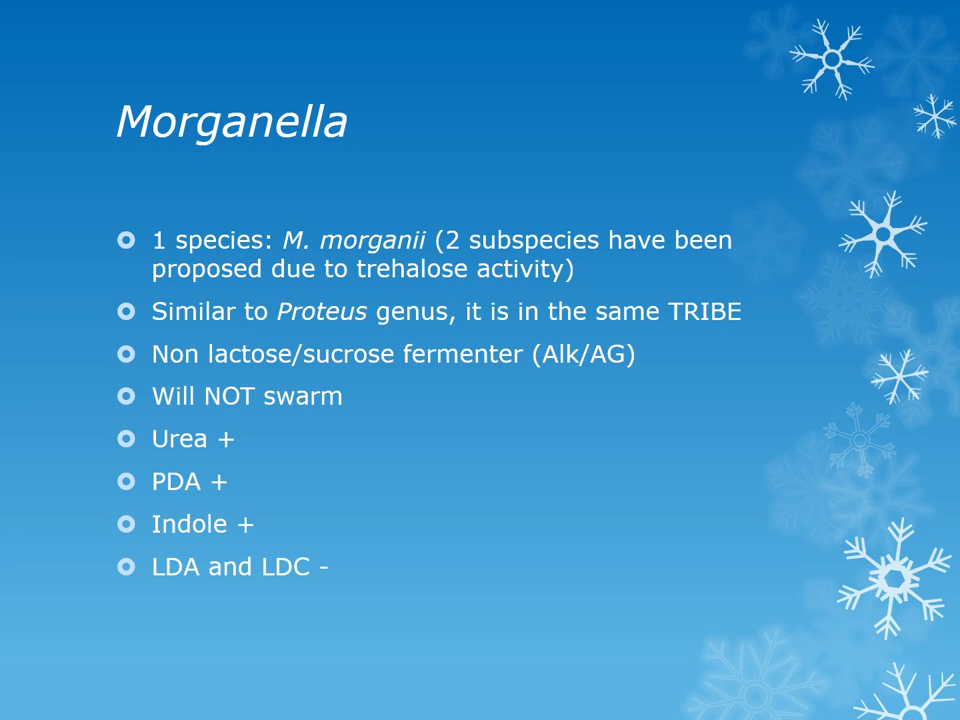 Morganella
1 species: M. morganii (2 subspecies have been
proposed due to trehalose activity)
Similar to Proteus genus, it is in the same TRIBE
Non lactose/sucrose fermenter (Alk/AG)
Will NOT swarm
Urea +
PDA +
Indole +
LDA and LDC -